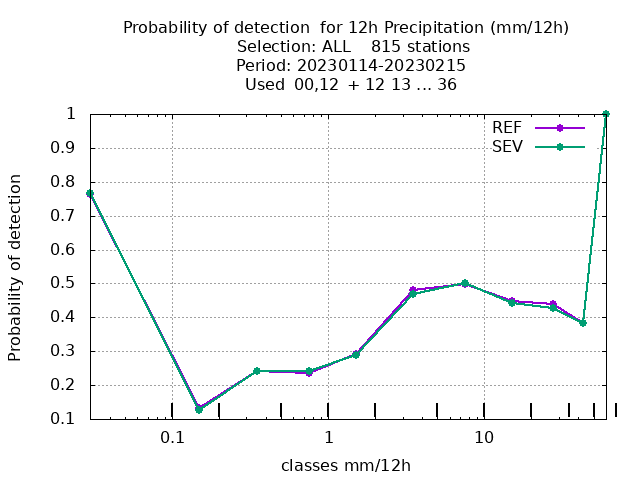 Probability of detection  for 12h Precipitation (mm/12h)
Selection: ALL    815 stations
Period: 20230114-20230215
Used  00,12  + 12 13 ... 36
REF
SEV
1
0.9
0.8
0.7
0.6
0.5
0.4
0.3
0.2
0.1
Probability of detection
0.1 1 10
classes mm/12h